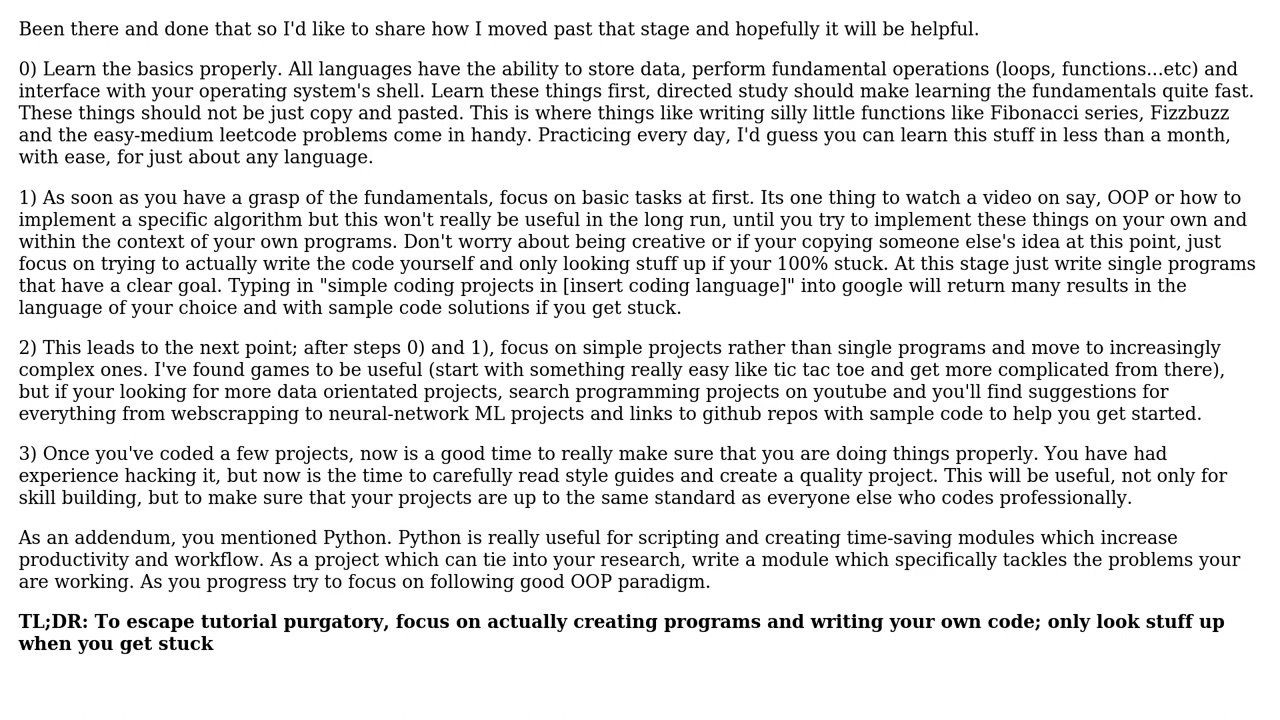 Been there and done that so I'd like to share how I moved past that stage and hopefully it will be helpful.
0) Learn the basics properly. All languages have the ability to store data, perform fundamental operations (loops, functions...etc) and
interface with your operating system's shell. Learn these things first, directed study should make learning the fundamentals quite fast.
These things should not be just copy and pasted. This is where things like writing silly little functions like Fibonacci series, Fizzbuzz
and the easy-medium leetcode problems come in handy. Practicing every day, I'd guess you can learn this stuff in less than a month,
with ease, for just about any language.
1) As soon as you have a grasp of the fundamentals, focus on basic tasks at first. Its one thing to watch a video on say, OOP or how to
implement a specific algorithm but this won't really be useful in the long run, until you try to implement these things on your own and
within the context of your own programs. Don't worry about being creative or if your copying someone else's idea at this point, just
focus on trying to actually write the code yourself and only looking stuff up if your 100% stuck. At this stage just write single programs
that have a clear goal. Typing in "simple coding projects in [insert coding language]" into google will return many results in the
language of your choice and with sample code solutions if you get stuck.
2) This leads to the next point; after steps 0) and 1), focus on simple projects rather than single programs and move to increasingly
complex ones. I've found games to be useful (start with something really easy like tic tac toe and get more complicated from there),
but if your looking for more data orientated projects, search programming projects on youtube and you'll find suggestions for
everything from webscrapping to neural-network ML projects and links to github repos with sample code to help you get started.
3) Once you've coded a few projects, now is a good time to really make sure that you are doing things properly. You have had
experience hacking it, but now is the time to carefully read style guides and create a quality project. This will be useful, not only for
skill building, but to make sure that your projects are up to the same standard as everyone else who codes professionally.
As an addendum, you mentioned Python. Python is really useful for scripting and creating time-saving modules which increase
productivity and workflow. As a project which can tie into your research, write a module which specifically tackles the problems your
are working. As you progress try to focus on following good OOP paradigm.
TL;DR: To escape tutorial purgatory, focus on actually creating programs and writing your own code; only look stuff up
when you get stuck